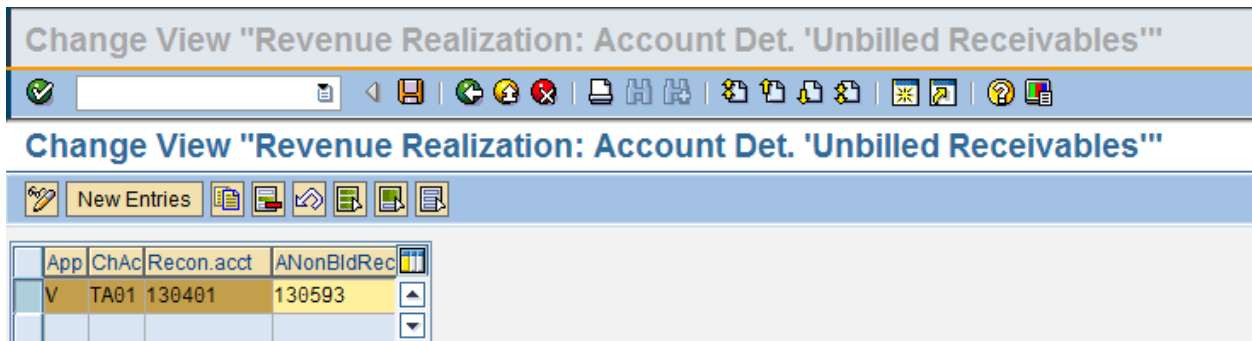 Change View "Revenue Realization: Account Det. 'Unbilled Receivables'"
Change View "Revenue Realization: Account Det. 'Unbilled Receivables'"
New Entries
App ChAc Recon.acct ANonBldRec
V TA01 130401 130593